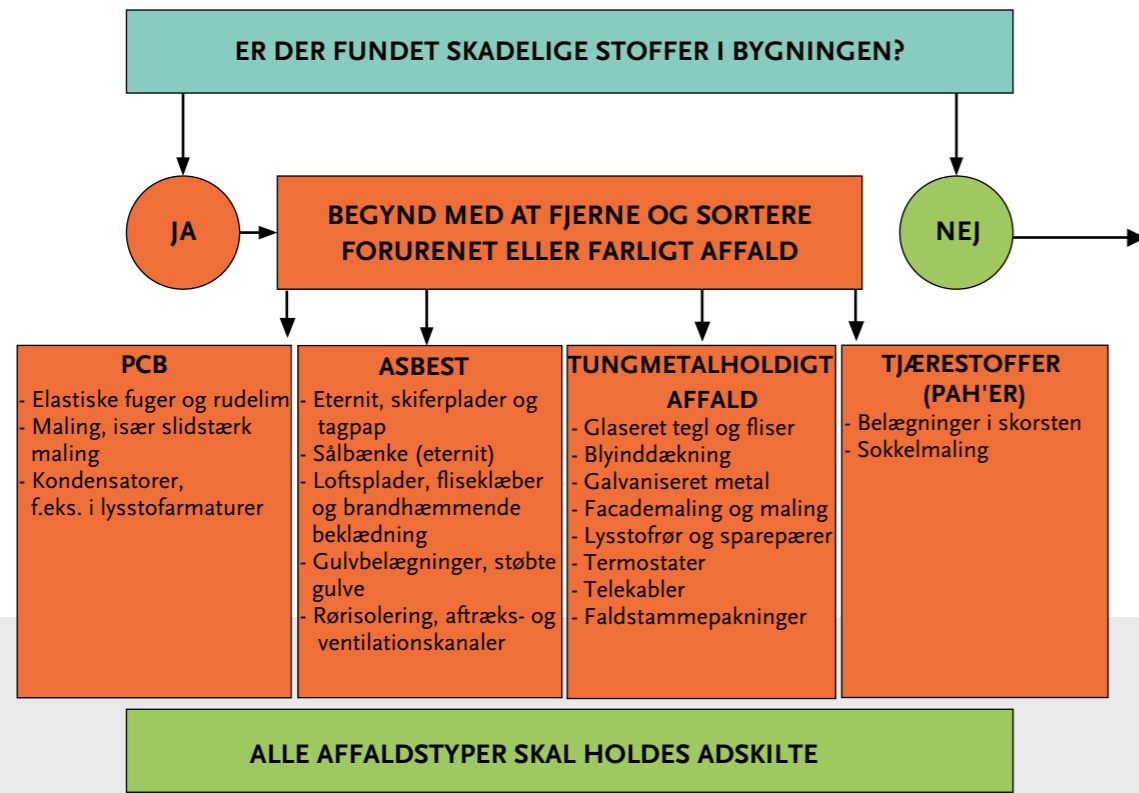 ER DER FUNDET SKADELIGE STOFFER I BYGNINGEN?
JA
BEGYND MED AT FJERNE OG SORTERE
FORURENET ELLER FARLIGT AFFALD
NEJ
PCB
- Elastiske fuger og rudelim
- Maling, især slidstærk
maling
- Kondensatorer,
f.eks. i lysstofarmaturer
ASBEST
- Eternit, skiferplader og
tagpap
- Sålbænke (eternit)
- Loftsplader, fliseklæber
og brandhæmmende
beklædning
- Gulvbelægninger, støbte
gulve
- Rørisolering, aftræks- og
ventilationskanaler
TUNGMETALHOLDIGT
AFFALD
- Glaseret tegl og fliser
- Blyinddækning
- Galvaniseret metal
- Facademaling og maling
- Lysstofrør og sparepærer
- Termostater
- Telekabler
- Faldstammepakninger
TJÆRESTOFFER
(PAH'ER)
- Belægninger i skorsten
- Sokkelmaling
ALLE AFFALDSTYPER SKAL HOLDES ADSKILTE